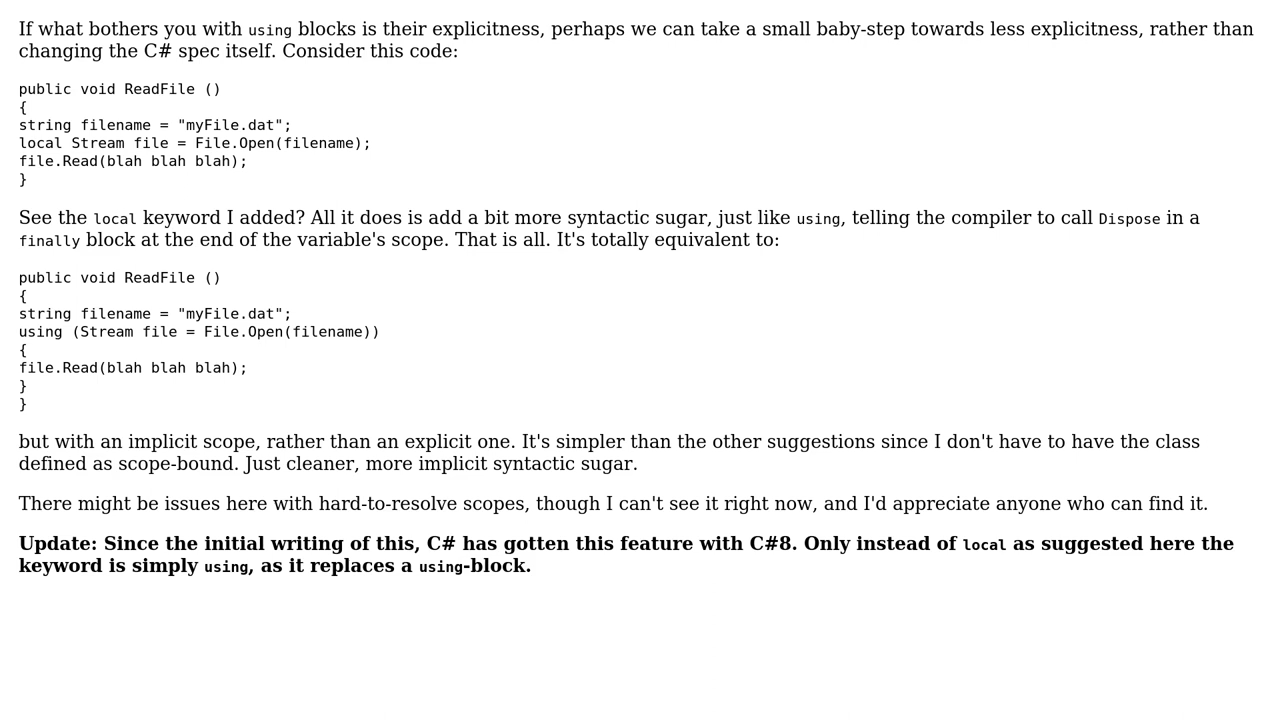 If what bothers you with using blocks is their explicitness, perhaps we can take a small baby-step towards less explicitness, rather than
changing the C# spec itself. Consider this code:
public void ReadFile ()
{
string filename = "myFile.dat";
local Stream file = File.Open(filename);
file.Read(blah blah blah);
}
See the local keyword I added? All it does is add a bit more syntactic sugar, just like using, telling the compiler to call Dispose in a
finally block at the end of the variable's scope. That is all. It's totally equivalent to:
public void ReadFile ()
{
string filename = "myFile.dat";
using (Stream file = File.Open(filename))
{
file.Read(blah blah blah);
}
}
but with an implicit scope, rather than an explicit one. It's simpler than the other suggestions since I don't have to have the class
defined as scope-bound. Just cleaner, more implicit syntactic sugar.
There might be issues here with hard-to-resolve scopes, though I can't see it right now, and I'd appreciate anyone who can find it.
Update: Since the initial writing of this, C# has gotten this feature with C#8. Only instead of local as suggested here the
keyword is simply using, as it replaces a using-block.